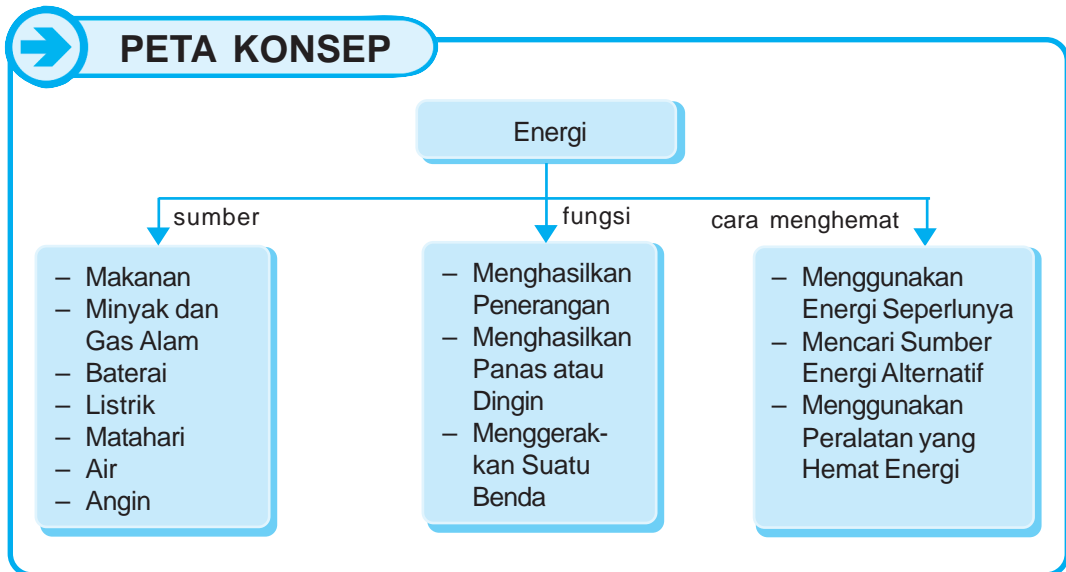 PETA KONSEP
Energi
sumber
fungsi
cara menghemat
– Makanan
– Minyak dan
Gas Alam
– Baterai
– Listrik
– Matahari
– Air
– Angin
– Menghasilkan
Penerangan
– Menghasilkan
Panas atau
Dingin
– Menggerak-
kan Suatu
Benda
– Menggunakan
Energi Seperlunya
– Mencari Sumber
Energi Alternatif
– Menggunakan
Peralatan yang
Hemat Energi